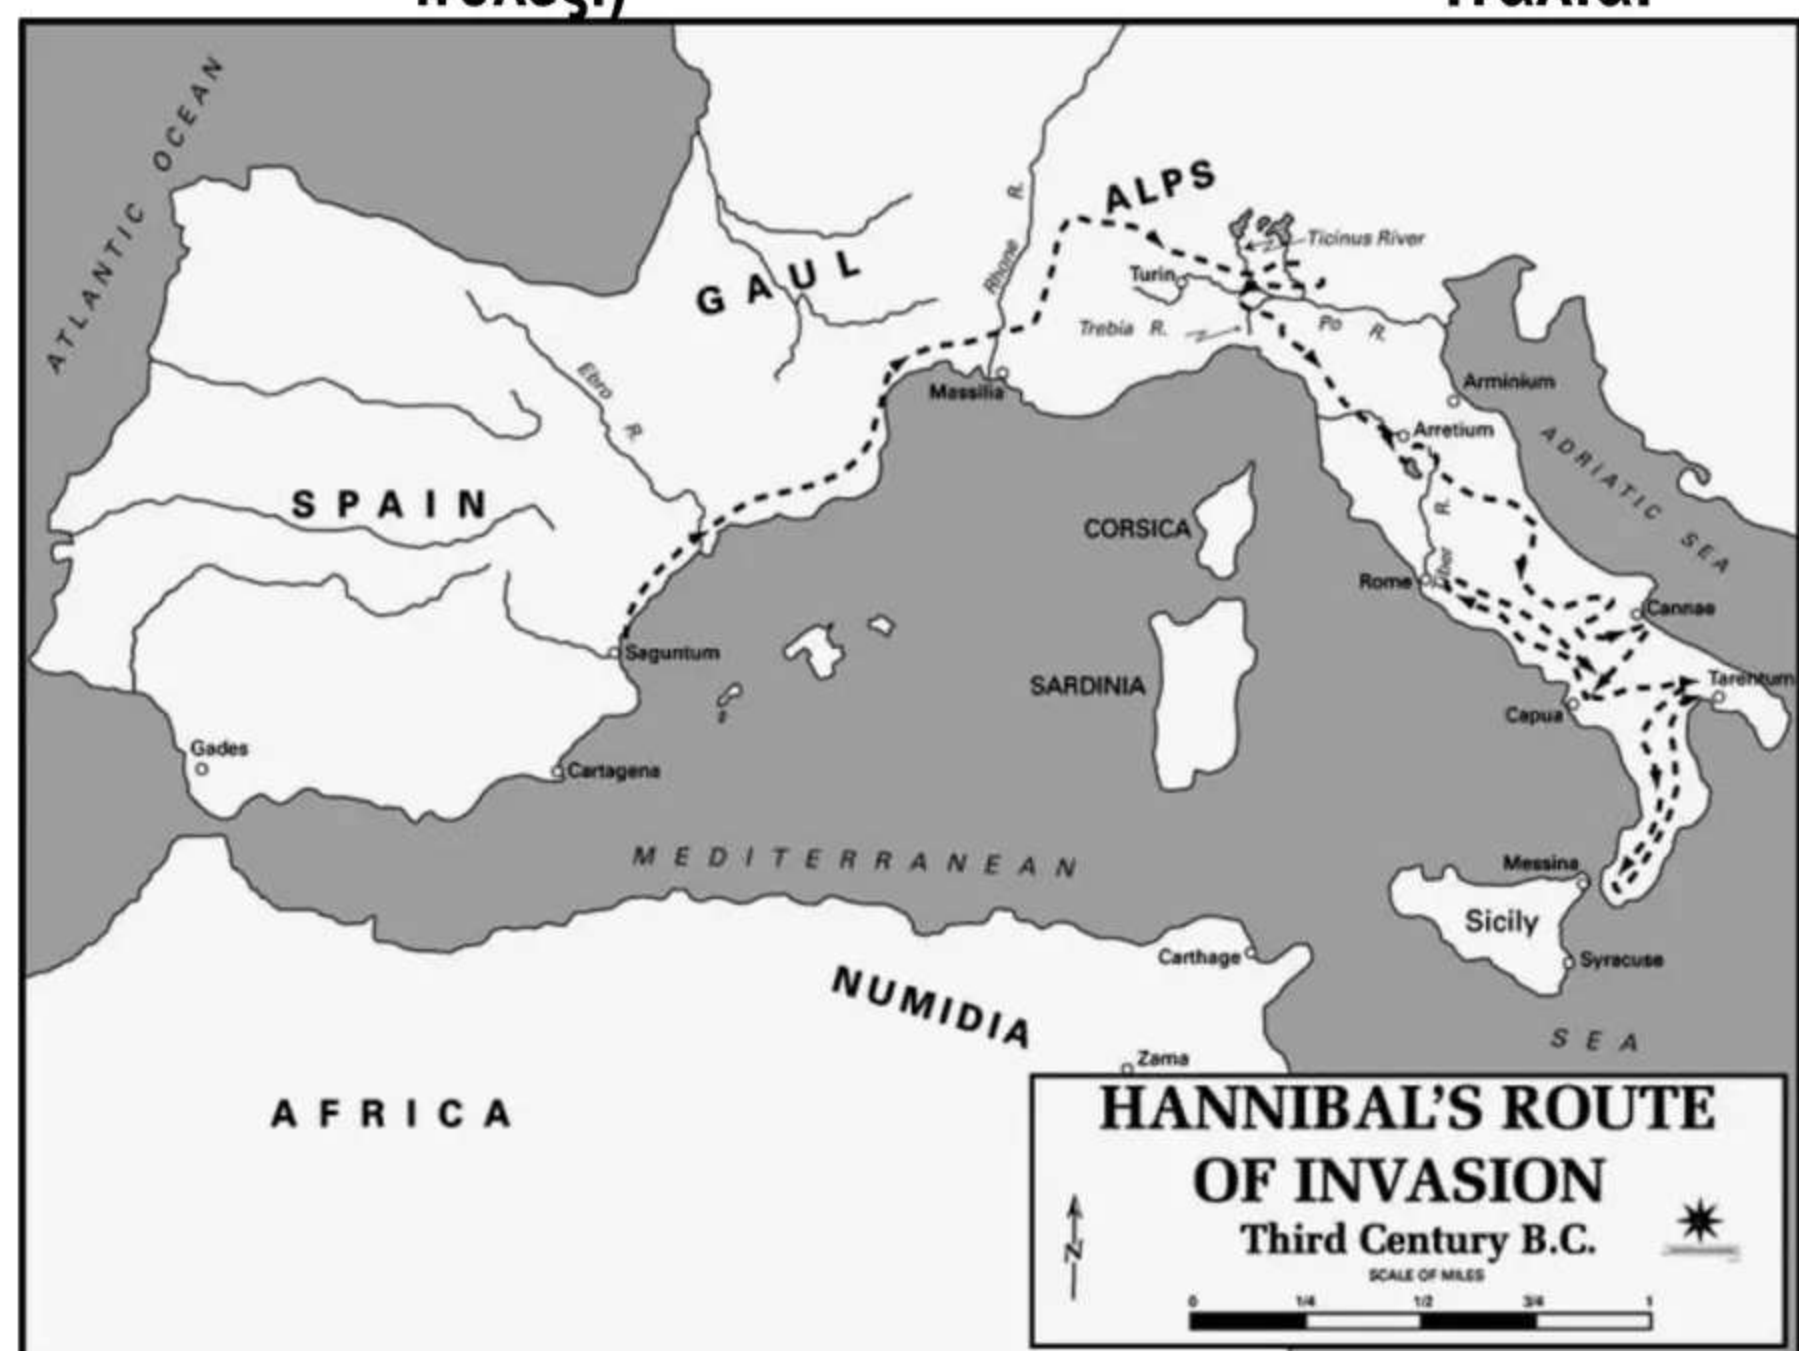 ATLANTIC OCEAN
ALPS
Rhone R.
GAUL
Ticinus River
Turin
Trebia R.
Po R.
Ebro R.
Massilia
Arminium
Arretium
ADRIATIC SEA
SPAIN
CORSICA
Tiber R.
Rome
Cannae
Saguntum
SARDINIA
Tarentum
Capua
Gades
Cartagena
MEDITERRANEAN
Messina
Sicily
Carthage
Syracuse
NUMIDIA
SEA
Zama
AFRICA
HANNIBAL'S ROUTE
OF INVASION
Third Century B.C.
N
SCALE OF MILES
0 1/4 1/2 3/4 1